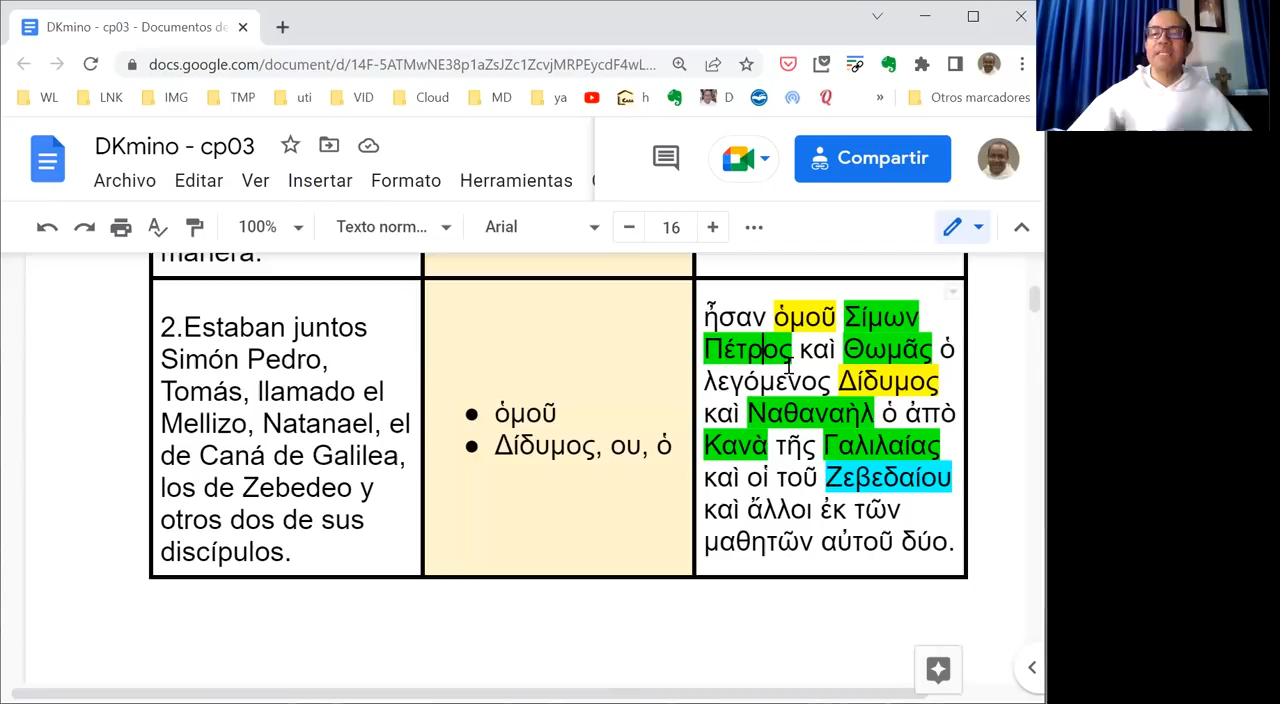 DKmino - cp03 - Documentos de
docs.google.com/document/d/14F-5ATMwNE38p1aZsJZc1ZcvjMRPEycdF4wL...
WL LNK IMG TMP uti VID Cloud MD ya h D » Otros marcadores
DKmino - cp03
Compartir
Archivo Editar Ver Insertar Formato Herramientas
100% Texto norm... Arial 16
manera.
2.Estaban juntos
Simón Pedro,
Tomás, llamado el
Mellizo, Natanael, el
de Caná de Galilea,
los de Zebedeo y
otros dos de sus
discípulos.
● ὁμοῦ
● Δίδυμος, ου, ὁ
ἦσαν ὁμοῦ Σίμων
Πέτρος καὶ Θωμᾶς ὁ
λεγόμενος Δίδυμος
καὶ Ναθαναὴλ ὁ ἀπὸ
Κανὰ τῆς Γαλιλαίας
καὶ οἱ τοῦ Ζεβεδαίου
καὶ ἄλλοι ἐκ τῶν
μαθητῶν αὐτοῦ δύο.